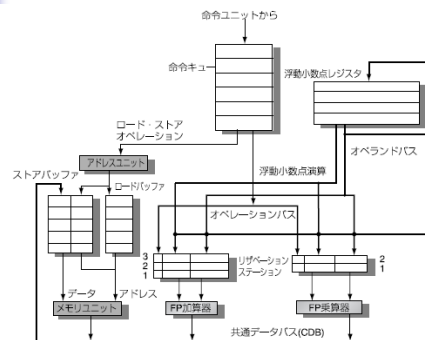 命令ユニットから
命令キュー
浮動小数点レジスタ
ロード・ストア
オペレーション
アドレスユニット
オペランドバス
ストアバッファ
ロードバッファ
浮動小数点演算
オペレーションバス
3
2
1
リザベーション
ステーション
2
1
データ
アドレス
メモリユニット
FP加算器
FP乗算器
共通データバス(CDB)